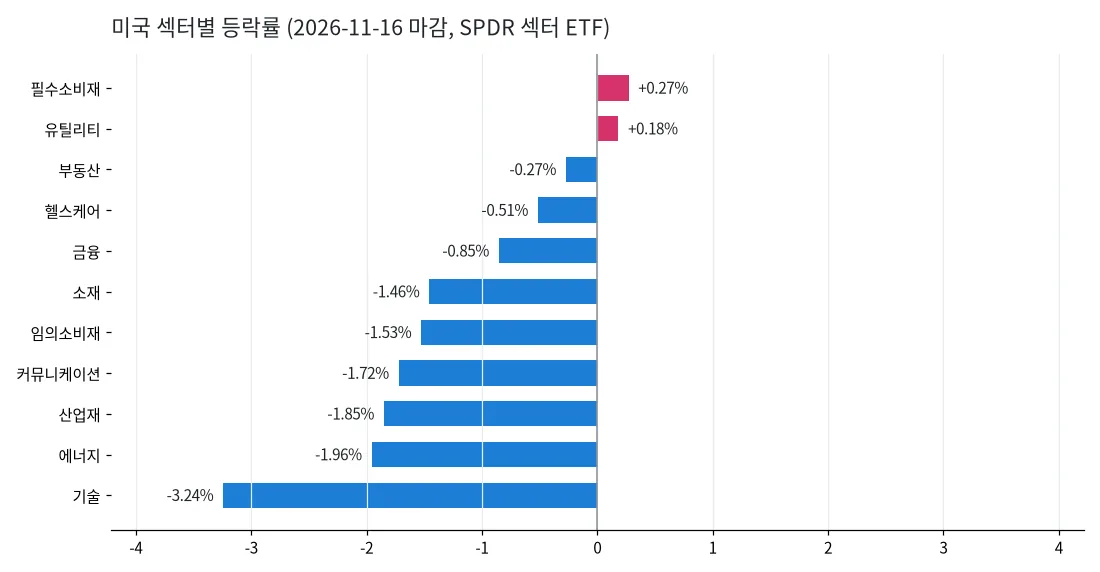 미국 섹터별 등락률 (2026-11-16 마감, SPDR 섹터 ETF)
필수소비재 +0.27%
유틸리티 +0.18%
부동산 -0.27%
헬스케어 -0.51%
금융 -0.85%
소재 -1.46%
임의소비재 -1.53%
커뮤니케이션 -1.72%
산업재 -1.85%
에너지 -1.96%
기술 -3.24%
-4 -3 -2 -1 0 1 2 3 4